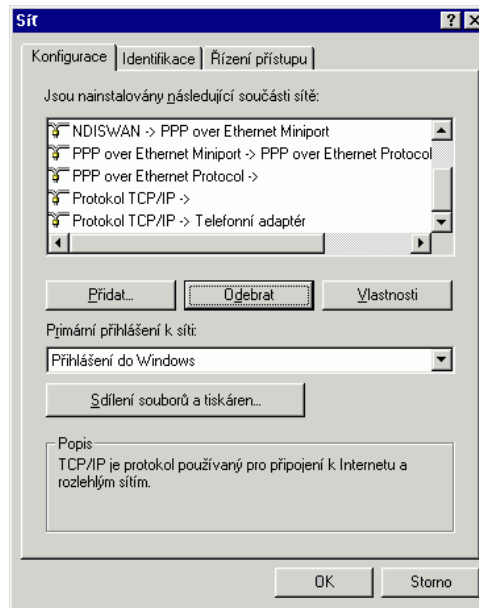 Síť
Konfigurace Identifikace Řízení přístupu
Jsou nainstalovány následující součásti sítě:
NDISWAN -> PPP over Ethernet Miniport
PPP over Ethernet Miniport -> PPP over Ethernet Protocol
PPP over Ethernet Protocol ->
Protokol TCP/IP ->
Protokol TCP/IP -> Telefonní adaptér
Přidat... Odebrat Vlastnosti
Primární přihlášení k síti:
Přihlášení do Windows
Sdílení souborů a tiskáren...
Popis
TCP/IP je protokol používaný pro připojení k Internetu a
rozlehlým sítím.
OK Storno